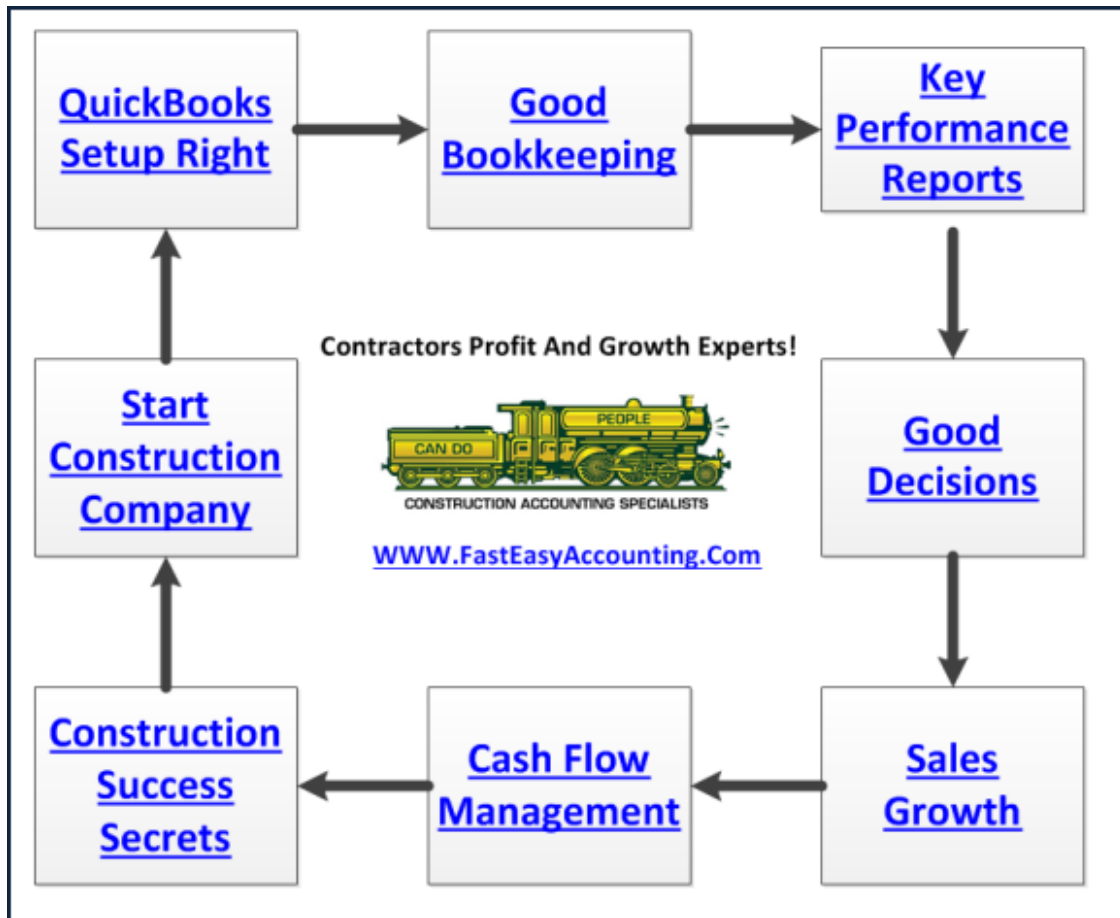 QuickBooks
Setup Right
Good
Bookkeeping
Key
Performance
Reports
Contractors Profit And Growth Experts!
Start
Construction
Company
CAN DO
PEOPLE
CONSTRUCTION ACCOUNTING SPECIALISTS
WWW.FastEasyAccounting.Com
Good
Decisions
Construction
Success
Secrets
Cash Flow
Management
Sales
Growth